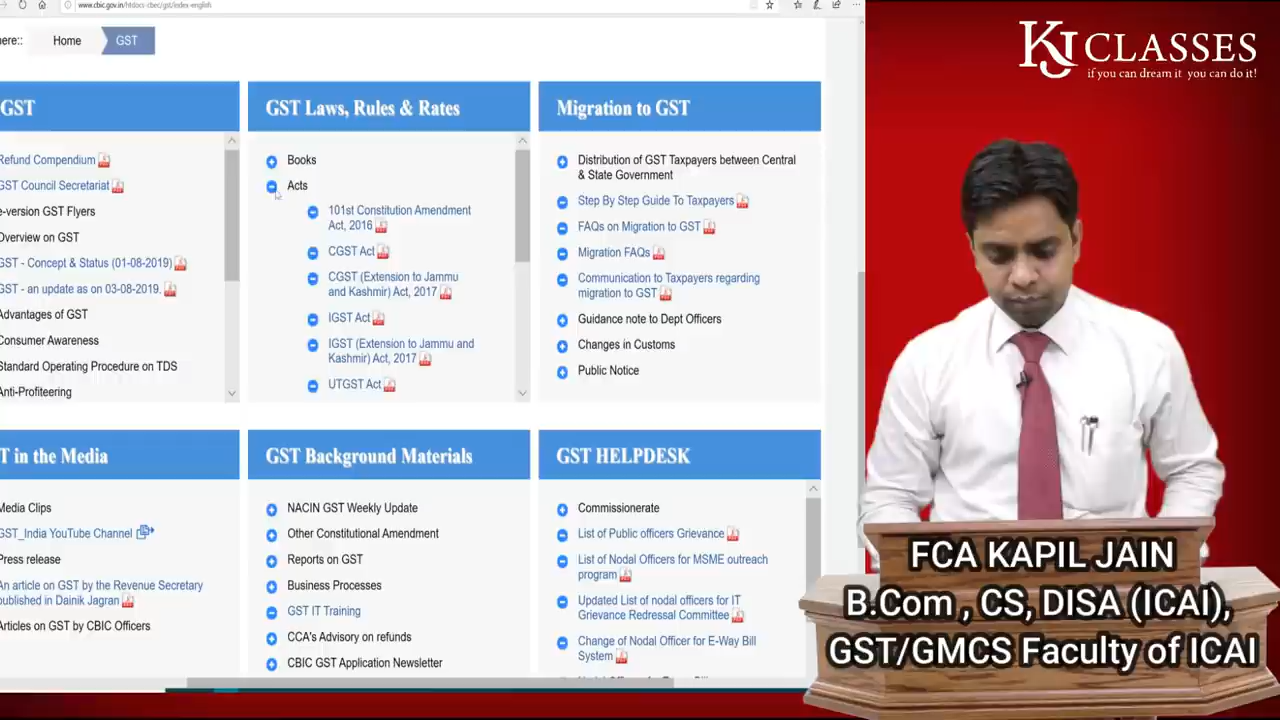 www.cbic.gov.in/htdocs-cbec/gst/index-english
here::
Home
GST
GST
Refund Compendium
GST Council Secretariat
e-version GST Flyers
Overview on GST
GST - Concept & Status (01-08-2019)
GST - an update as on 03-08-2019.
Advantages of GST
Consumer Awareness
Standard Operating Procedure on TDS
Anti-Profiteering
GST Laws, Rules & Rates
Books
Acts
101st Constitution Amendment
Act, 2016
CGST Act
CGST (Extension to Jammu
and Kashmir) Act, 2017
IGST Act
IGST (Extension to Jammu and
Kashmir) Act, 2017
UTGST Act
Migration to GST
Distribution of GST Taxpayers between Central
& State Government
Step By Step Guide To Taxpayers
FAQs on Migration to GST
Migration FAQs
Communication to Taxpayers regarding
migration to GST
Guidance note to Dept Officers
Changes in Customs
Public Notice
T in the Media
Media Clips
GST_India YouTube Channel
Press release
An article on GST by the Revenue Secretary
published in Dainik Jagran
Articles on GST by CBIC Officers
GST Background Materials
NACIN GST Weekly Update
Other Constitutional Amendment
Reports on GST
Business Processes
GST IT Training
CCA's Advisory on refunds
CBIC GST Application Newsletter
GST HELPDESK
Commissionerate
List of Public officers Grievance
List of Nodal Officers for MSME outreach
program
Updated List of nodal officers for IT
Grievance Redressal Committee
Change of Nodal Officer for E-Way Bill
System
KJ CLASSES
if you can dream it you can do it!
FCA KAPIL JAIN
B.Com , CS, DISA (ICAI),
GST/GMCS Faculty of ICAI